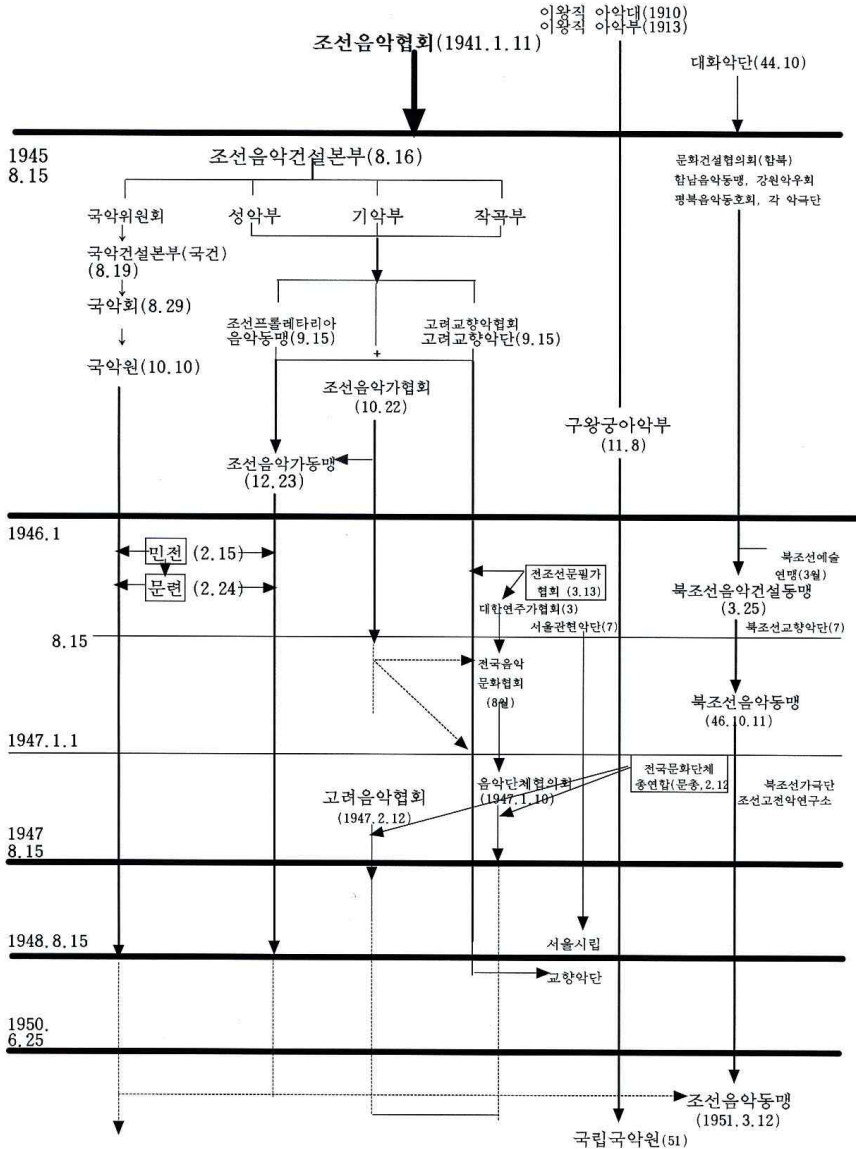 이왕직 아악대(1910)
이왕직 아악부(1913)
조선음악협회(1941.1.11)
대화악단(44.10)
1945
8.15
조선음악건설본부(8.16)
문화건설협의회(함북)
함남음악동맹, 강원악우회
평북음악동호회, 각 악극단
국악위원회
성악부
기악부
작곡부
↓
국악건설본부(국건)
(8.19)
↓
국악회(8.29)
↓
국악원(10.10)
조선프롤레타리아
음악동맹(9.15)
고려교향악협회
고려교향악단(9.15)
+
조선음악가협회
(10.22)
구왕궁아악부
(11.8)
조선음악가동맹
(12.23)
1946.1
민전 (2.15)
문련 (2.24)
전조선문필가
협회 (3.13)
대한연주가협회(3)
서울관현악단(7)
북조선예술
연맹(3월)
북조선음악건설동맹
(3.25)
북조선교향악단(7)
8.15
전국음악
문화협회
(8월)
북조선음악동맹
(46.10.11)
1947.1.1
전국문화단체
총연합(문총,2.12
음악단체협의회
(1947.1.10)
고려음악협회
(1947.2.12)
북조선가극단
조선고전악연구소
1947
8.15
1948.8.15
서울시립
교향악단
1950.
6.25
조선음악동맹
(1951.3.12)
국립국악원(51)